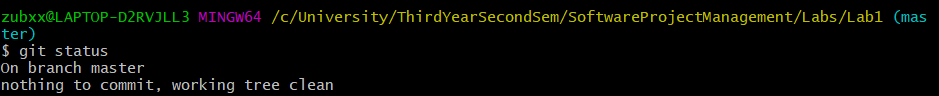 zubxx@LAPTOP-D2RVJLL3 MINGW64 /c/University/ThirdYearSecondSem/SoftwareProjectManagement/Labs/Lab1 (mas
ter)
$ git status
On branch master
nothing to commit, working tree clean